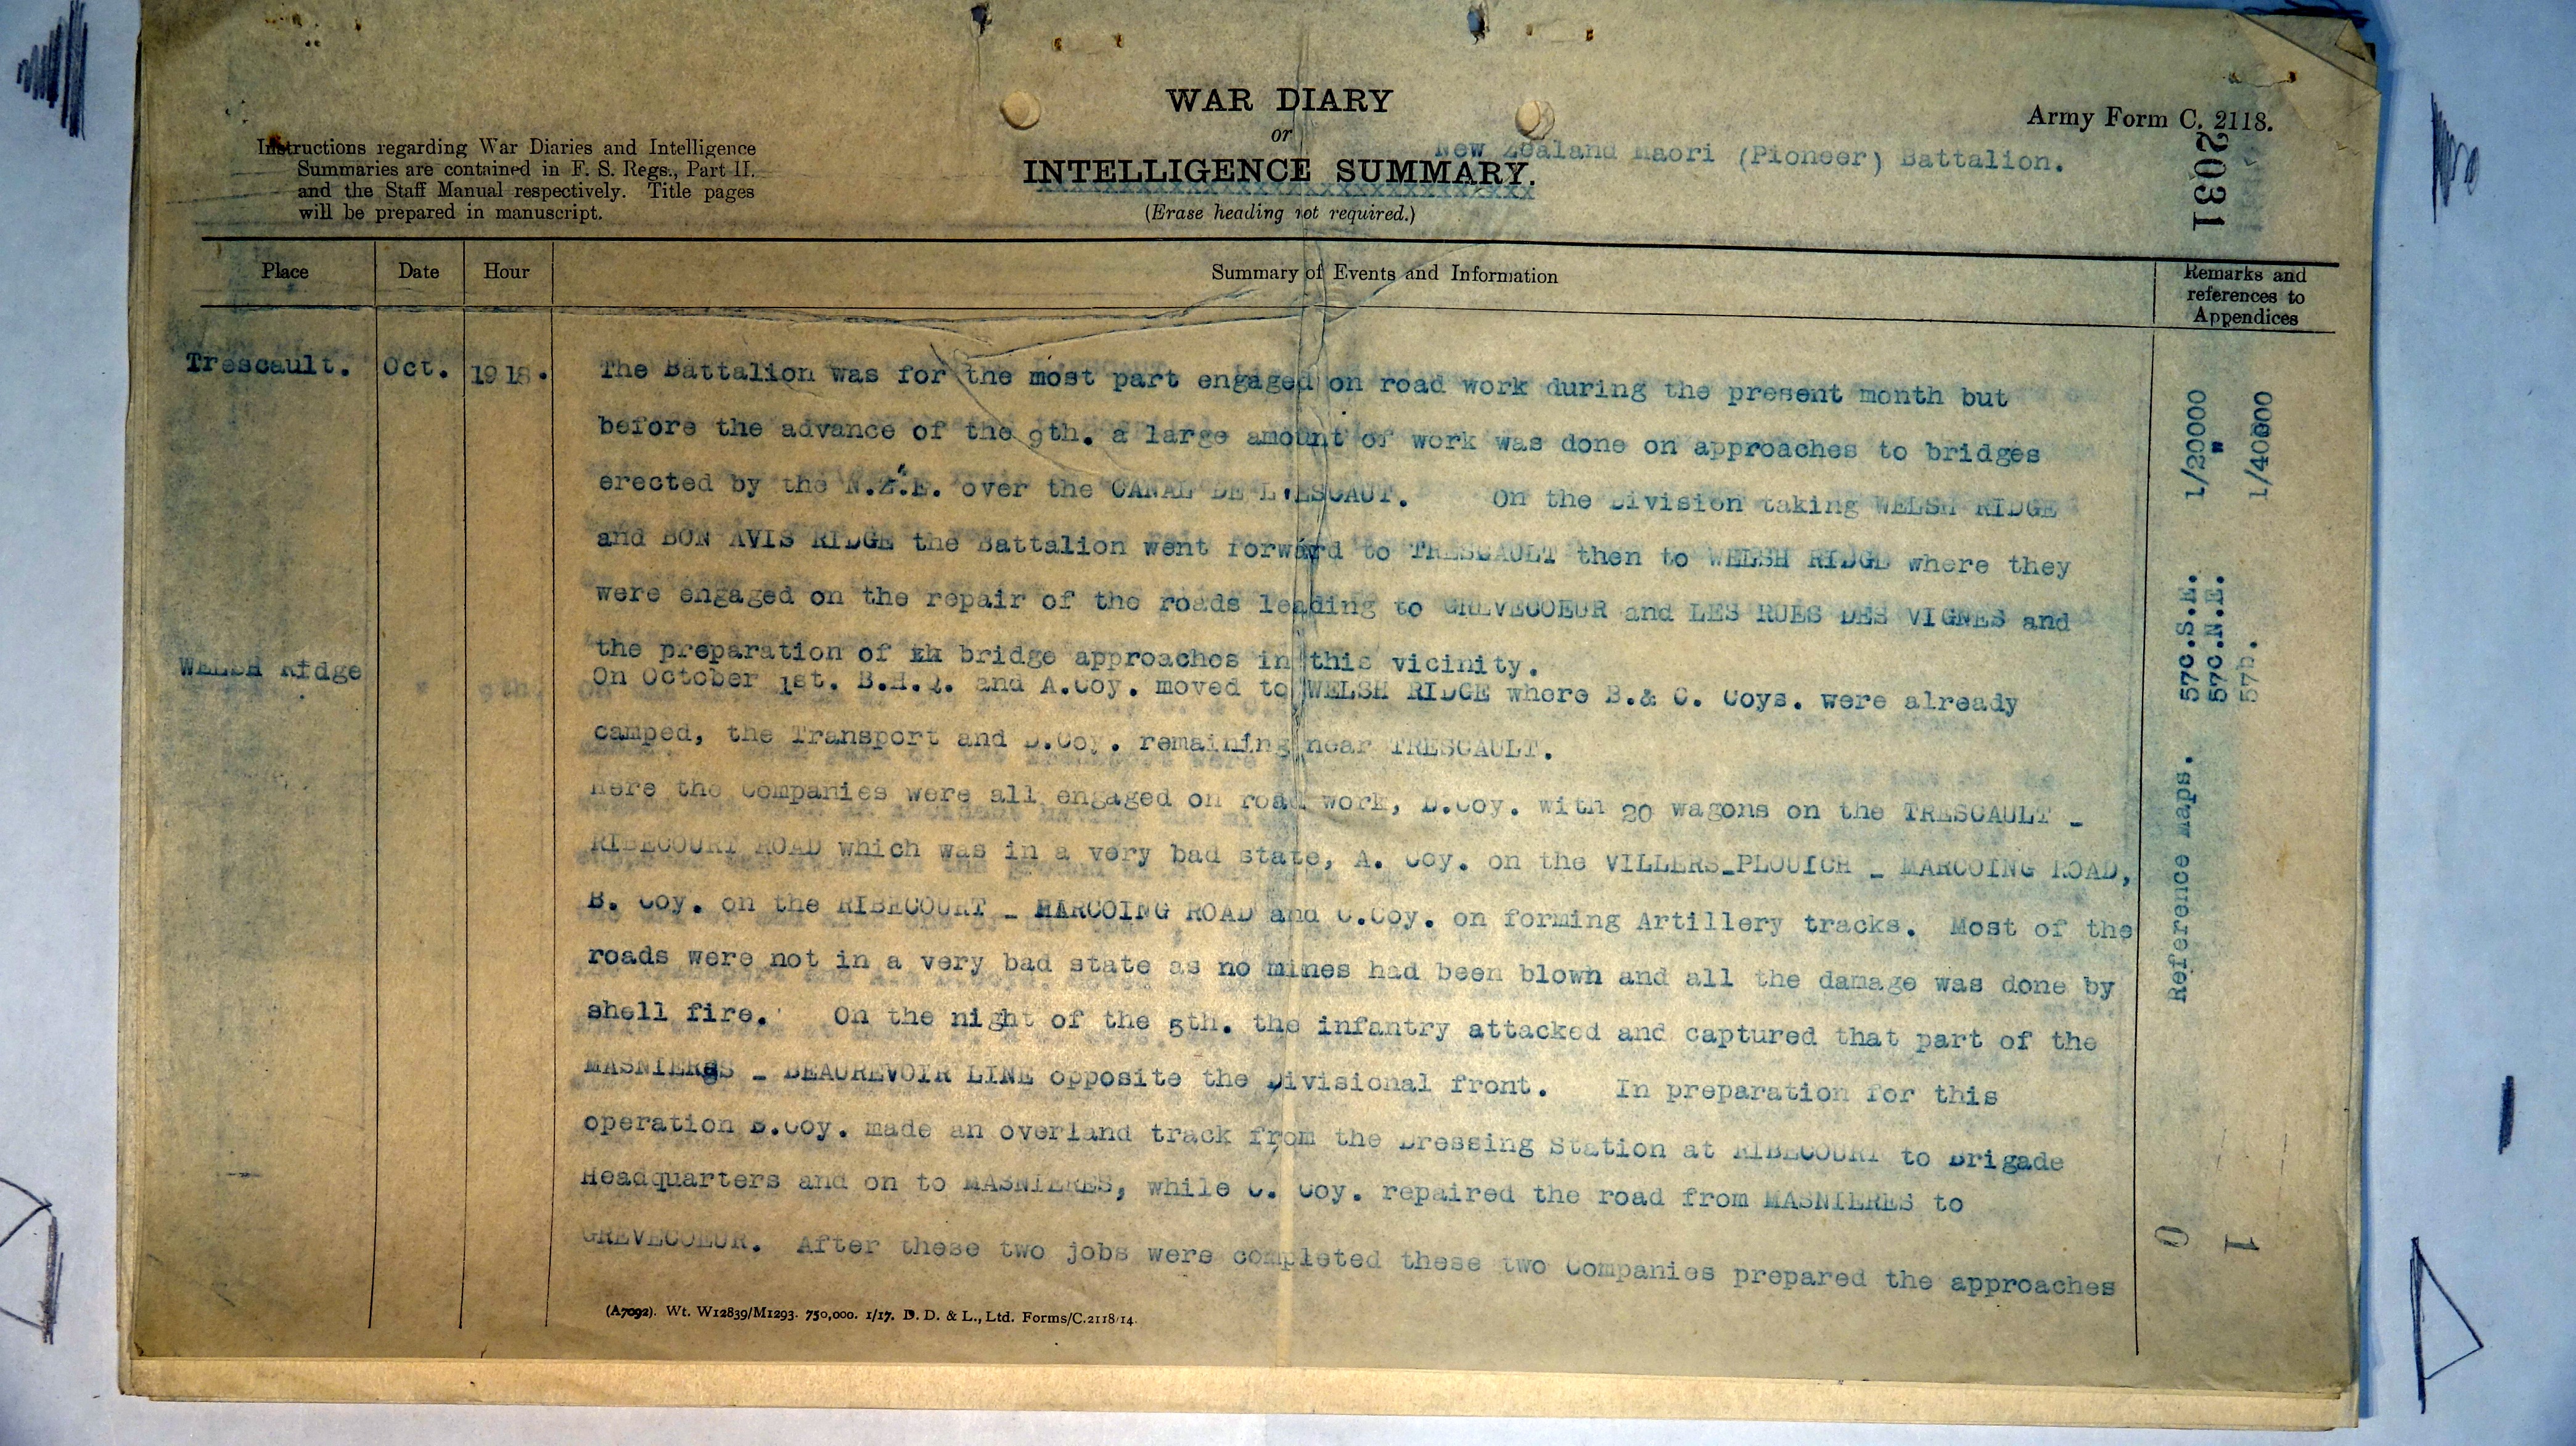 WAR DIARY
or
INTELLIGENCE SUMMARY.
(Erase heading not required.)
Army Form C. 2118.
2031
New Zealand Maori (Pioneer) Battalion.
Instructions regarding War Diaries and Intelligence
Summaries are contained in F. S. Regs., Part II.
and the Staff Manual respectively. Title pages
will be prepared in manuscript.
Place
Date
Hour
Summary of Events and Information
Remarks and
references to
Appendices
Trescault.
Oct.
1918.
The Battalion was for the most part engaged on road work during the present month but
before the advance of the 9th. a large amount of work was done on approaches to bridges
erected by the N.Z.E. over the CANAL DE L'ESCAUT. On the Division taking WELSH RIDGE
and BON AVIS RIDGE the Battalion went forward to TRESCAULT then to WELSH RIDGE where they
were engaged on the repair of the roads leading to CREVECOEUR and LES RUES DES VIGNES and
the preparation of bridge approaches in this vicinity.
WELSH Ridge
On October 1st. B.H.Q. and A.Coy. moved to WELSH RIDGE where B.& C. Coys. were already
camped, the Transport and D.Coy. remaining near TRESCAULT.
Here the Companies were all engaged on road work, D.Coy. with 20 wagons on the TRESCAULT _
RIBECOURT ROAD which was in a very bad state, A. Coy. on the VILLERS_PLOUICH _ MARCOING ROAD,
B. Coy. on the RIBECOURT _ MARCOING ROAD and C.Coy. on forming Artillery tracks. Most of the
roads were not in a very bad state as no mines had been blown and all the damage was done by
shell fire. On the night of the 5th. the infantry attacked and captured that part of the
MASNIERES _ BEAUREVOIR LINE opposite the Divisional front. In preparation for this
operation B.Coy. made an overland track from the Dressing Station at RIBECOURT to Brigade
Headquarters and on to MASNIERES, while C. Coy. repaired the road from MASNIERES to
CREVECOEUR. After these two jobs were completed these two Companies prepared the approaches
Reference Maps. 57c.S.E. 1/20000
57c.N.E. "
57b. 1/40000
0
1
(A7092). Wt. W12839/M1293. 750,000. 1/17. D. D. & L., Ltd. Forms/C.2118/14.